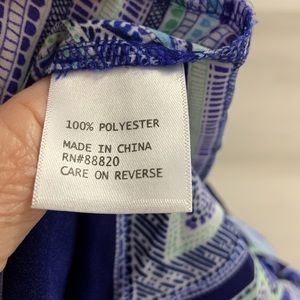 100% POLYESTER
MADE IN CHINA
RN#88820
CARE ON REVERSE